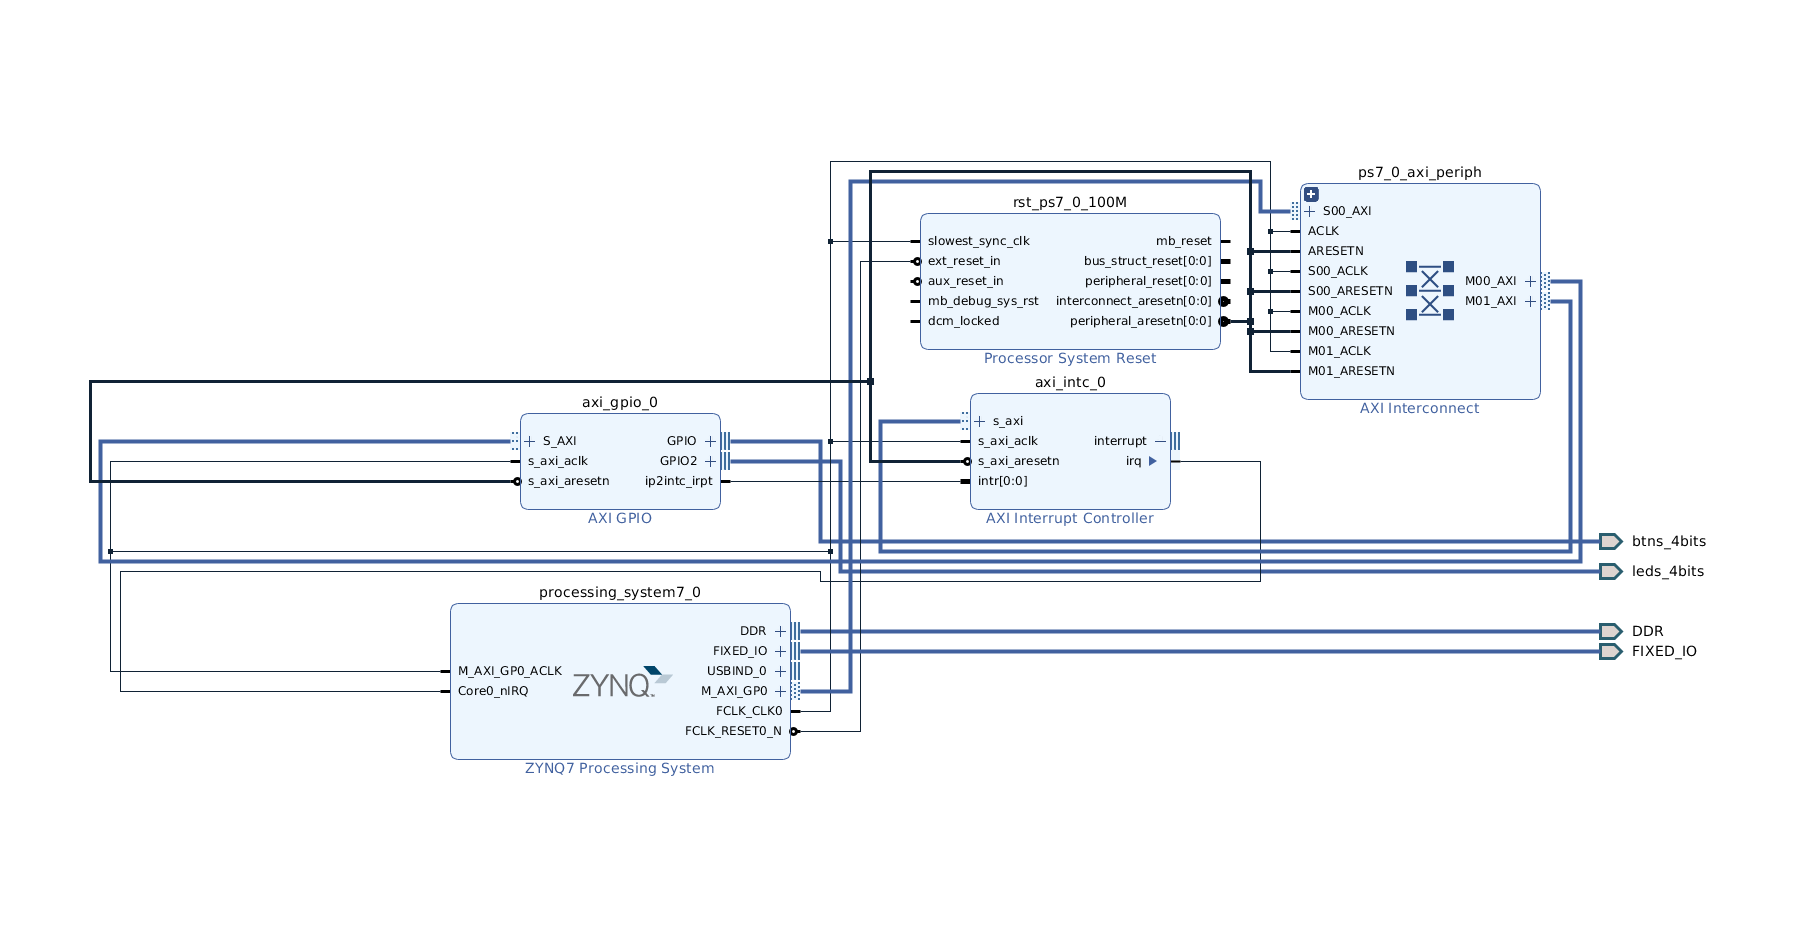 ps7_0_axi_periph
S00_AXI
ACLK
ARESETN
S00_ACLK
S00_ARESETN
M00_ACLK
M00_ARESETN
M01_ACLK
M01_ARESETN
M00_AXI
M01_AXI
AXI Interconnect
rst_ps7_0_100M
slowest_sync_clk
ext_reset_in
aux_reset_in
mb_debug_sys_rst
dcm_locked
mb_reset
bus_struct_reset[0:0]
peripheral_reset[0:0]
interconnect_aresetn[0:0]
peripheral_aresetn[0:0]
Processor System Reset
axi_intc_0
s_axi
s_axi_aclk
s_axi_aresetn
intr[0:0]
interrupt
irq
AXI Interrupt Controller
axi_gpio_0
S_AXI
s_axi_aclk
s_axi_aresetn
GPIO
GPIO2
ip2intc_irpt
AXI GPIO
btns_4bits
leds_4bits
DDR
FIXED_IO
processing_system7_0
M_AXI_GP0_ACLK
Core0_nIRQ
ZYNQ
DDR
FIXED_IO
USBIND_0
M_AXI_GP0
FCLK_CLK0
FCLK_RESET0_N
ZYNQ7 Processing System